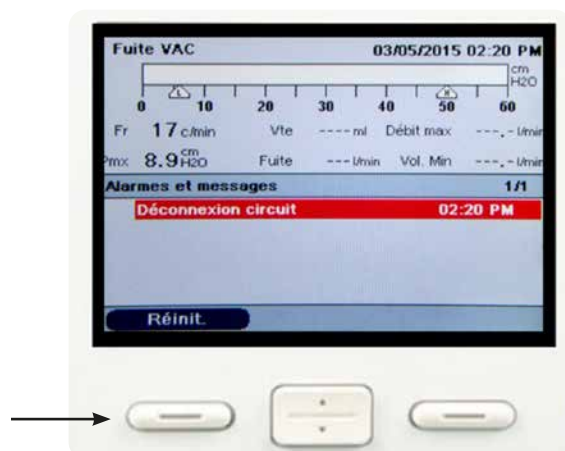 Fuite VAC 03/05/2015 02:20 PM
cm
H2O
L H
0 10 20 30 40 50 60
Fr 17 c/min Vte ---- ml Débit max ---.- l/min
Pmx 8.9 cm H2O Fuite --- l/min Vol. Min ---.- l/min
Alarmes et messages 1/1
Déconnexion circuit 02:20 PM
Réinit.